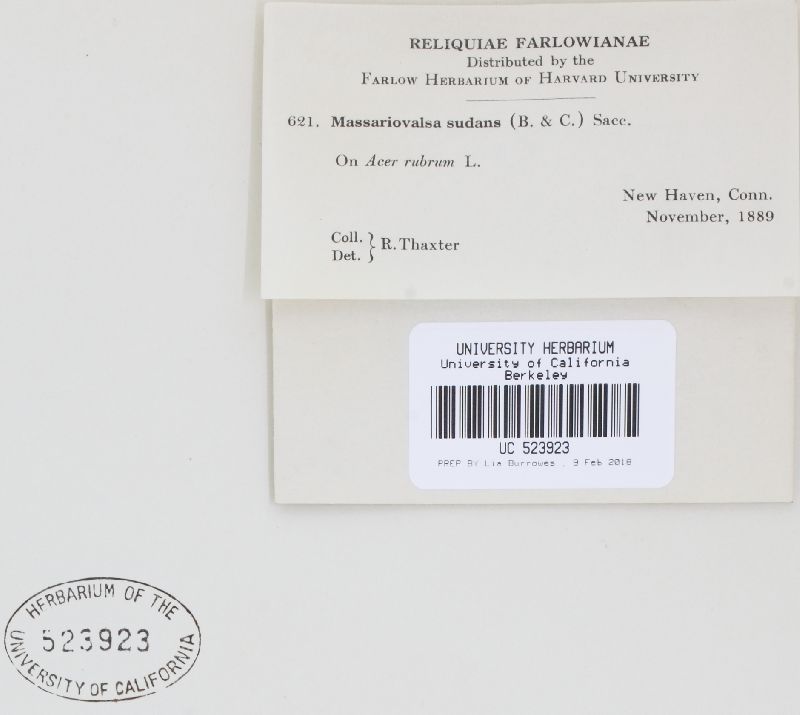 RELIQUIAE FARLOWIANAE
Distributed by the
FARLOW HERBARIUM OF HARVARD UNIVERSITY
621. Massariovalsa sudans (B. & C.) Sacc.
On Acer rubrum L.
New Haven, Conn.
November, 1889
Coll.
Det. } R. Thaxter
UNIVERSITY HERBARIUM
University of California
Berkeley
UC 523923
PREP BY Lia Burrowes , 9 Feb 2018
HERBARIUM OF THE
523923
UNIVERSITY OF CALIFORNIA